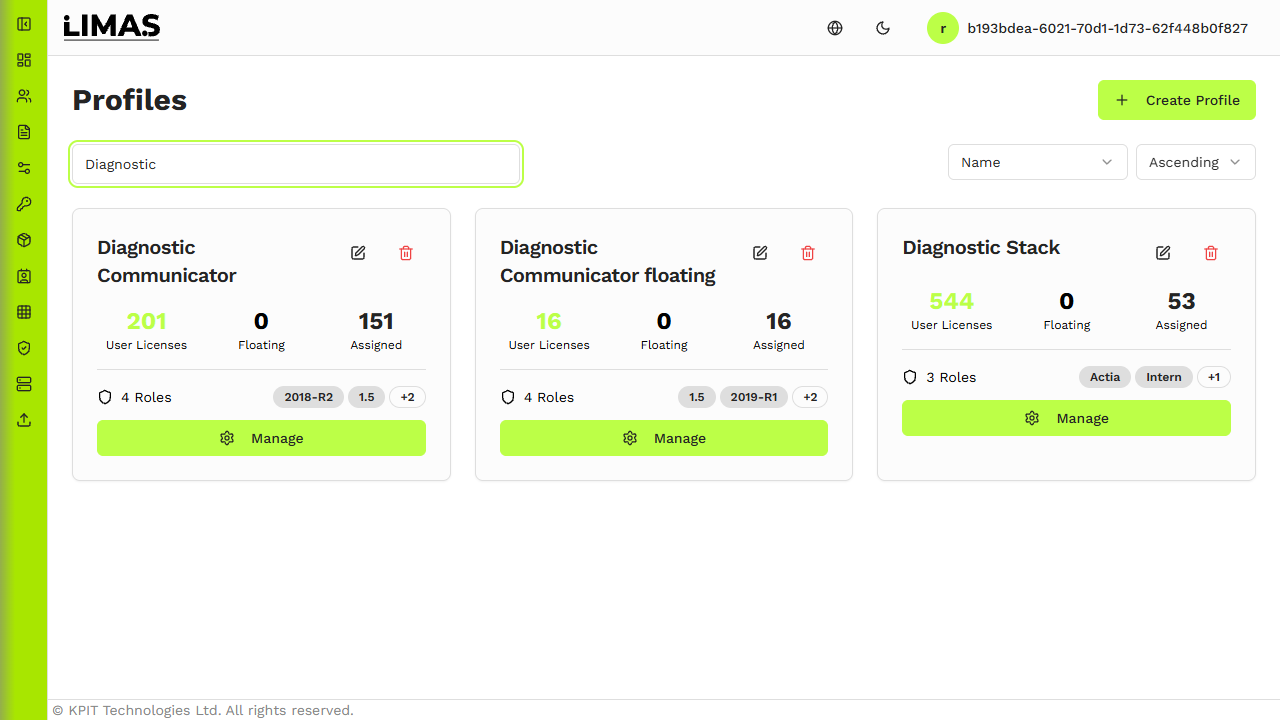 LIMAS
r
b193bdea-6021-70d1-1d73-62f448b0f827
Profiles
Create Profile
Diagnostic
Name
Ascending
Diagnostic
Communicator
201
0
151
User Licenses
Floating
Assigned
4 Roles
2018-R2
1.5
+2
Manage
Diagnostic
Communicator floating
16
0
16
User Licenses
Floating
Assigned
4 Roles
1.5
2019-R1
+2
Manage
Diagnostic Stack
544
0
53
User Licenses
Floating
Assigned
3 Roles
Actia
Intern
+1
Manage
© KPIT Technologies Ltd. All rights reserved.